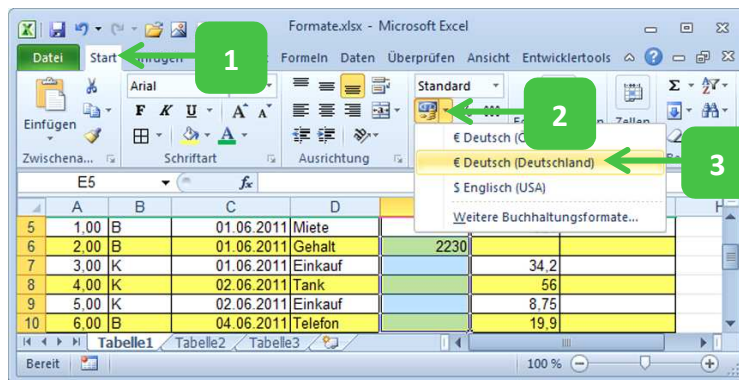 Formate.xlsx - Microsoft Excel
Datei Start Formeln Daten Überprüfen Ansicht Entwicklertools
1
Arial Standard
Einfügen F K U A A 2 Zellen Σ
Zwischena... Schriftart Ausrichtung
€ Deutsch
€ Deutsch (Deutschland) 3
$ Englisch (USA)
Weitere Buchhaltungsformate...
E5 fx
A B C D H
5 1,00 B 01.06.2011 Miete
6 2,00 B 01.06.2011 Gehalt 2230
7 3,00 K 01.06.2011 Einkauf 34,2
8 4,00 K 02.06.2011 Tank 56
9 5,00 K 02.06.2011 Einkauf 8,75
10 6,00 B 04.06.2011 Telefon 19,9
Tabelle1 Tabelle2 Tabelle3
Bereit 100 %